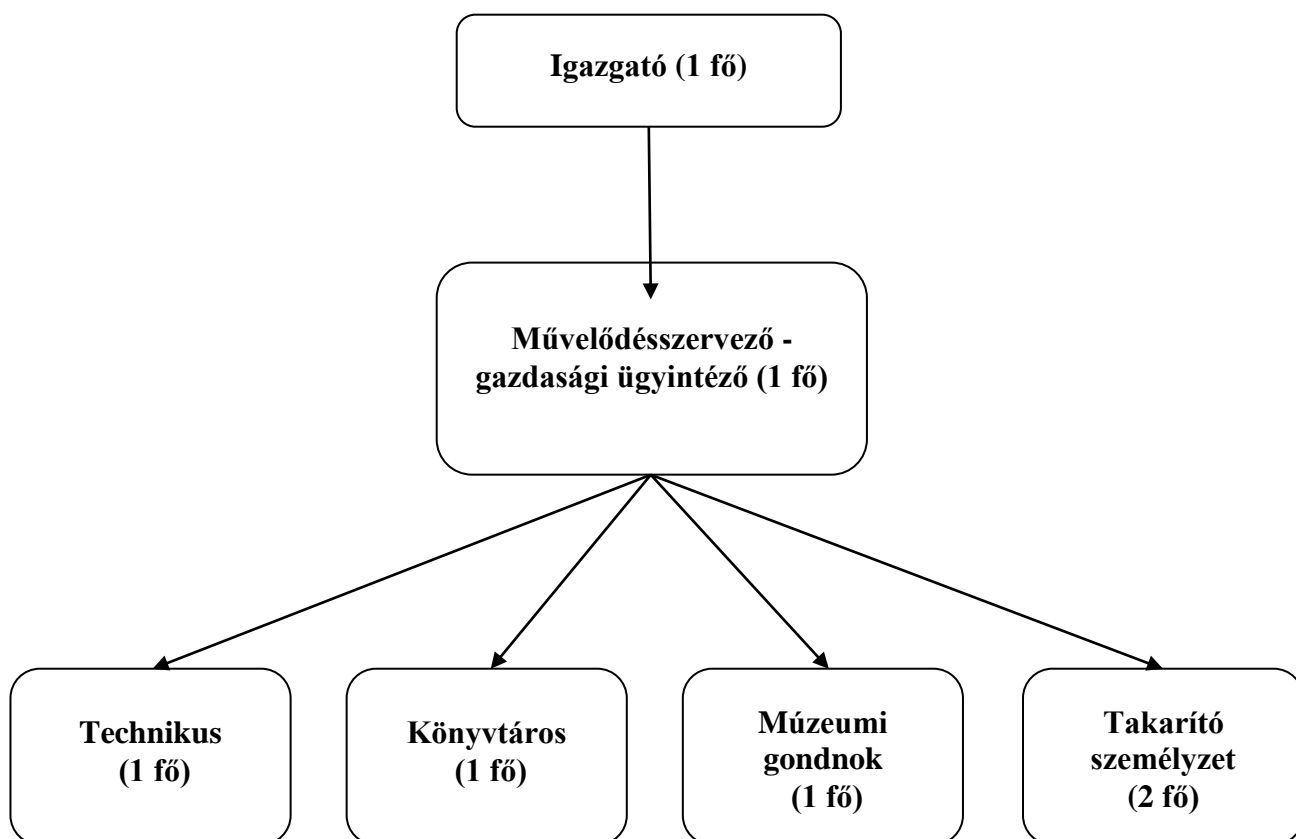 Igazgató (1 fő)
Művelődésszervező -
gazdasági ügyintéző (1 fő)
Technikus
(1 fő)
Könyvtáros
(1 fő)
Múzeumi
gondnok
(1 fő)
Takarító
személyzet
(2 fő)